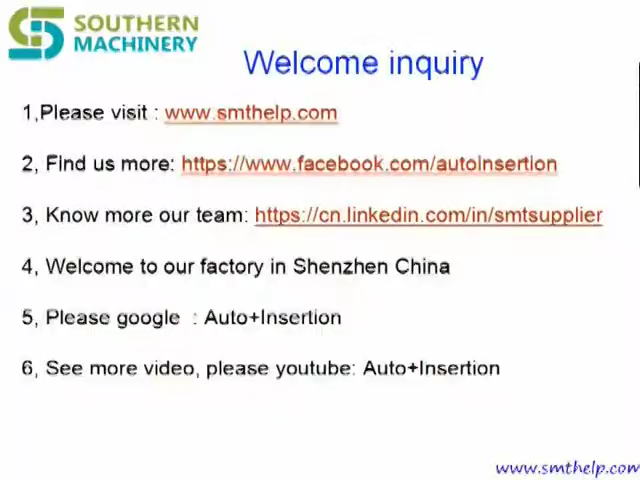 SOUTHERN
MACHINERY
Welcome inquiry
1,Please visit : www.smthelp.com
2, Find us more: https://www.facebook.com/autoinsertion
3, Know more our team: https://cn.linkedin.com/in/smtsupplier
4, Welcome to our factory in Shenzhen China
5, Please google : Auto+Insertion
6, See more video, please youtube: Auto+Insertion
www.smthelp.com